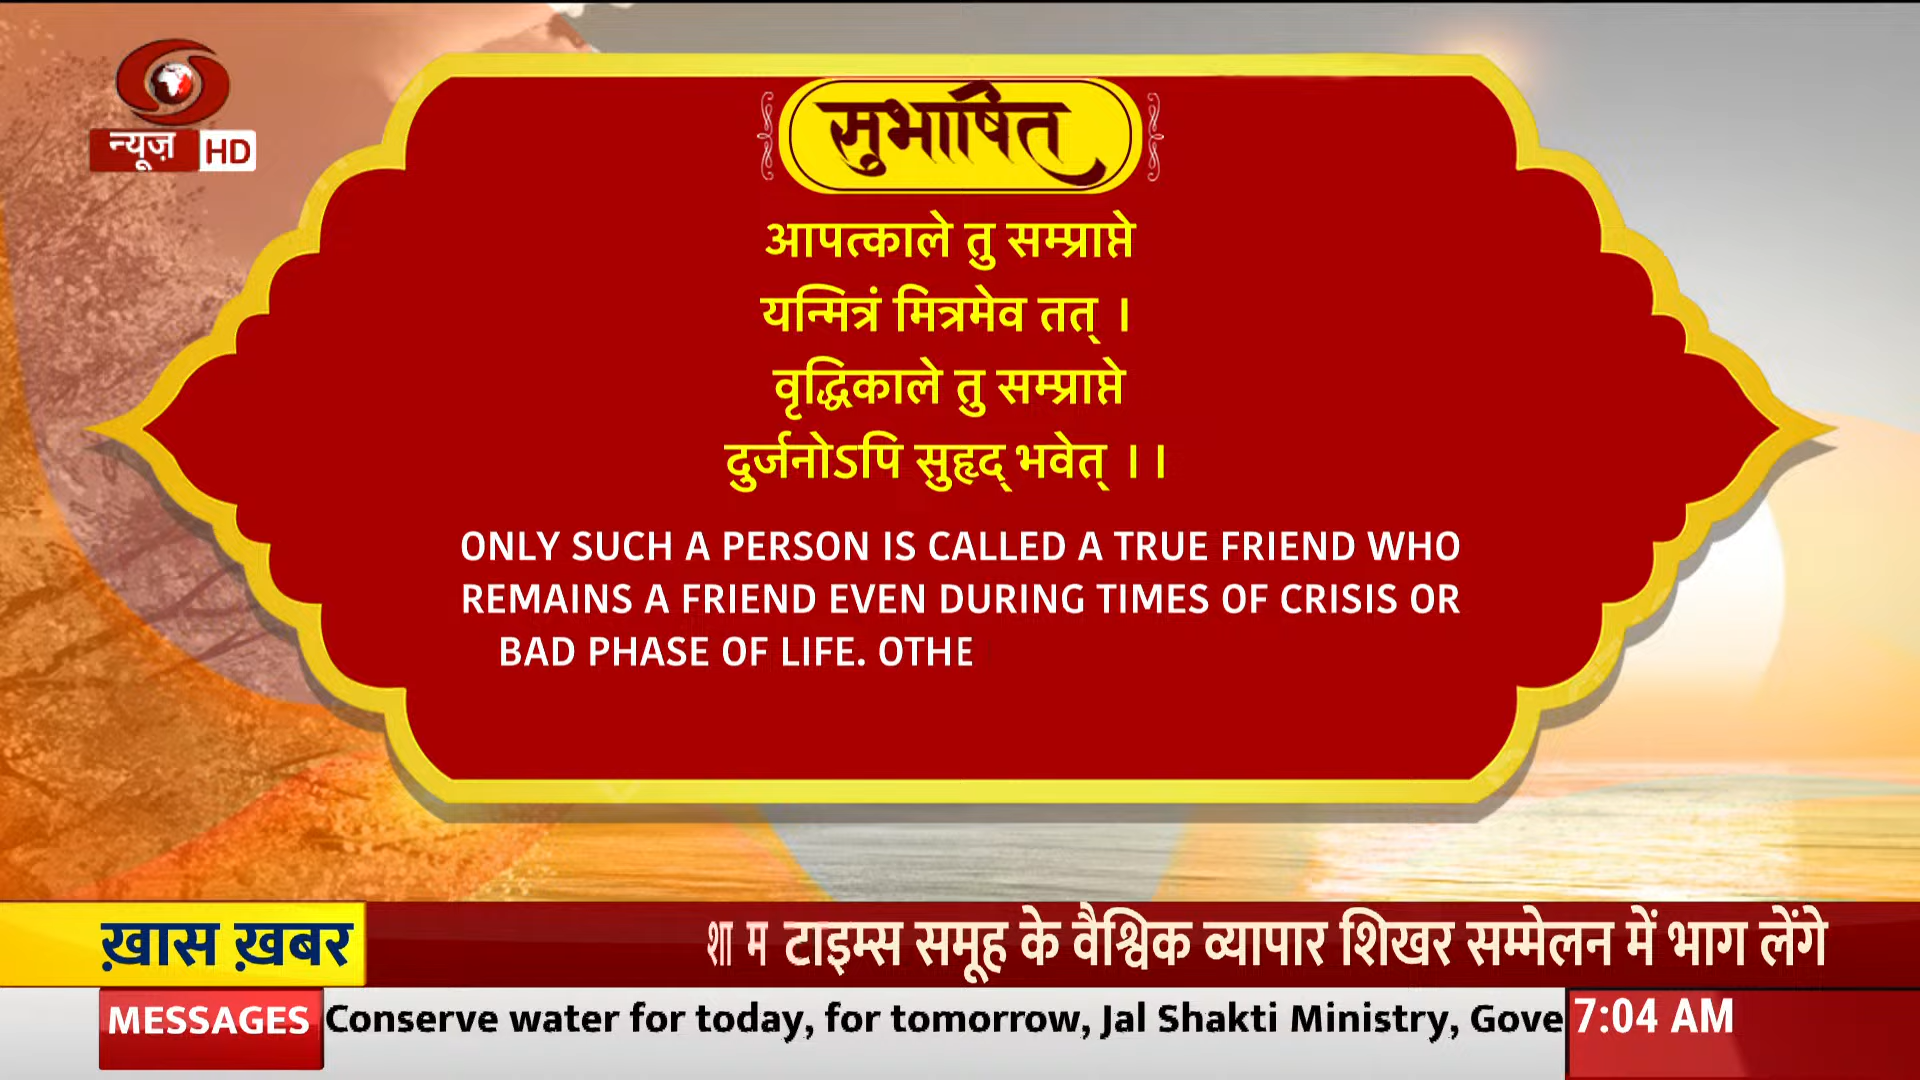 न्यूज़ HD
सुभाषित
आपत्काले तु सम्प्राप्ते
यन्मित्रं मित्रमेव तत् ।
वृद्धिकाले तु सम्प्राप्ते
दुर्जनोऽपि सुहृद् भवेत् ।।
ONLY SUCH A PERSON IS CALLED A TRUE FRIEND WHO
REMAINS A FRIEND EVEN DURING TIMES OF CRISIS OR
BAD PHASE OF LIFE. OTHE
ख़ास ख़बर
टाइम्स समूह के वैश्विक व्यापार शिखर सम्मेलन में भाग लेंगे
MESSAGES Conserve water for today, for tomorrow, Jal Shakti Ministry, Gove 7:04 AM